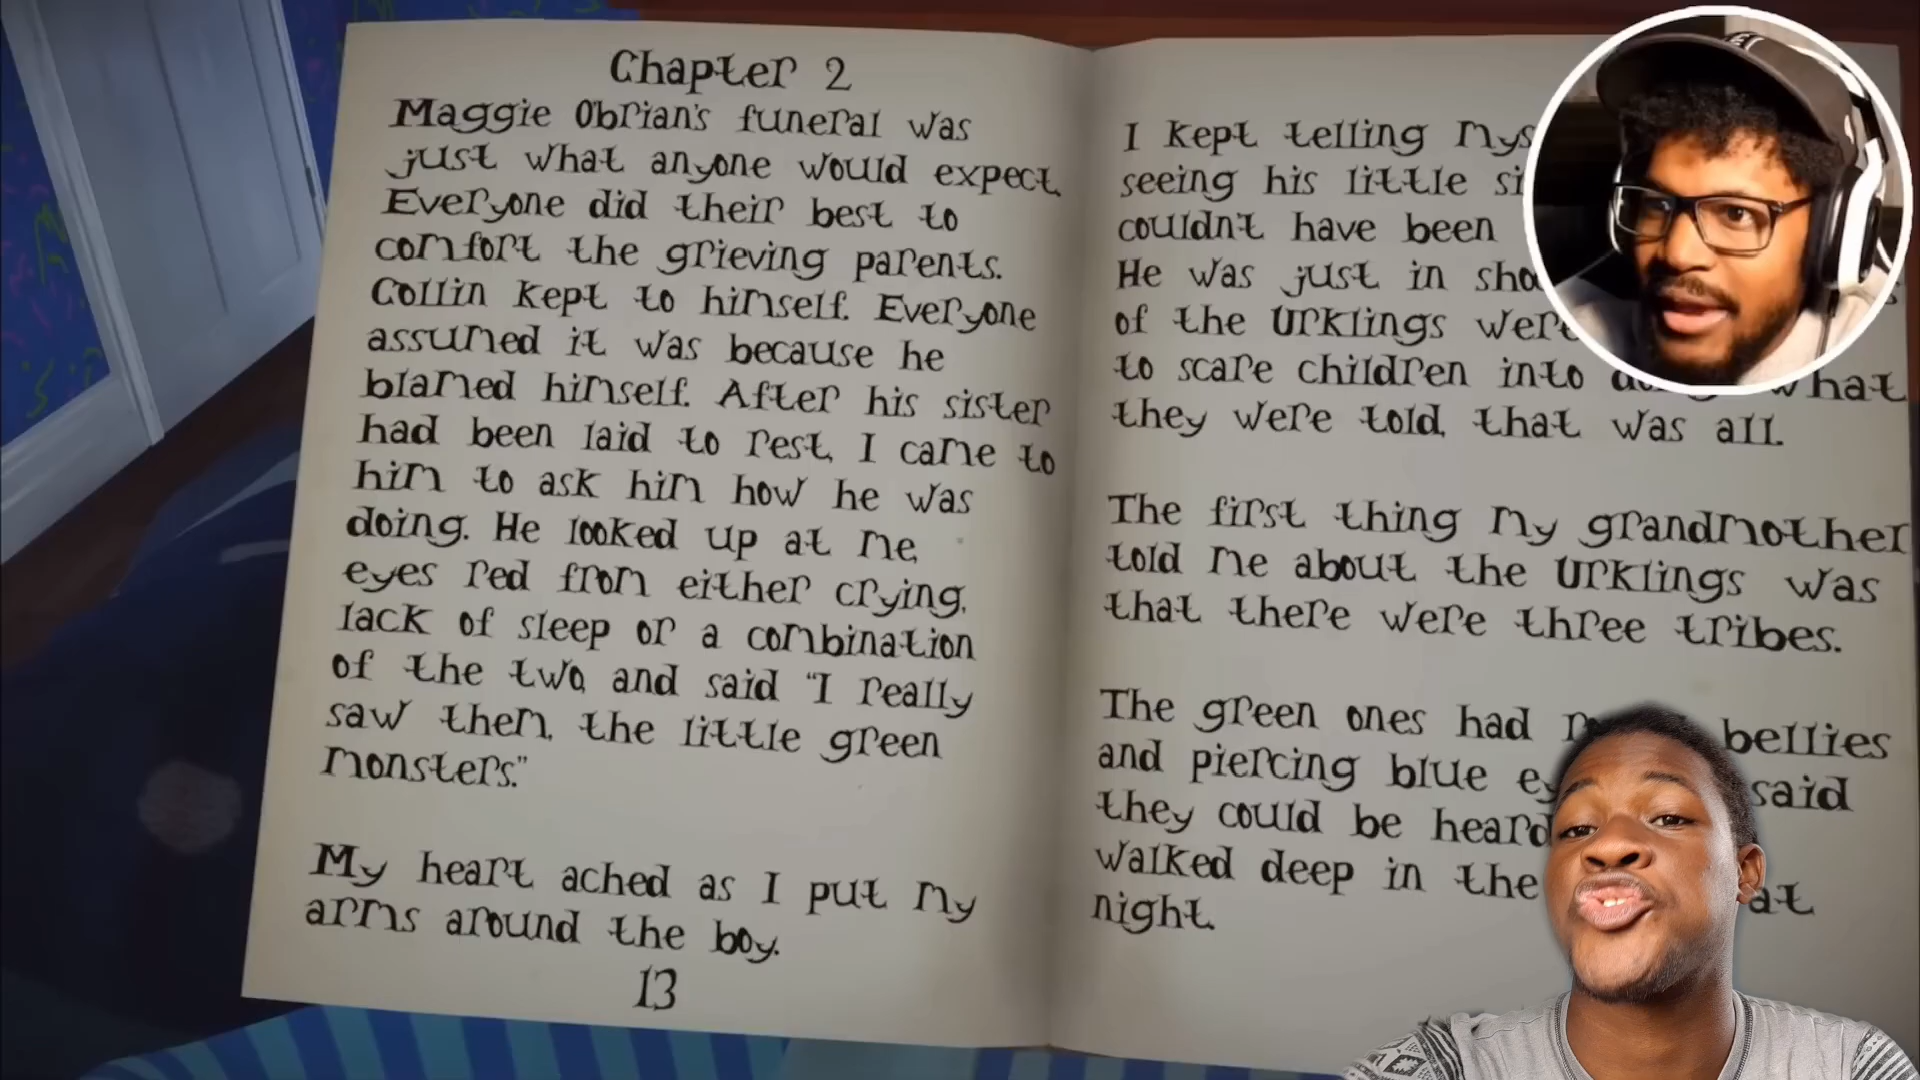 Chapter 2
Maggie O'brian's funeral was
just what anyone would expect.
Everyone did their best to
comfort the grieving parents.
Collin kept to himself. Everyone
assumed it was because he
blamed himself. After his sister
had been laid to rest, I came to
him to ask him how he was
doing. He looked up at me,
eyes red from either crying,
lack of sleep or a combination
of the two, and said "I really
saw them, the little green
monsters."
My heart ached as I put my
arms around the boy.
13
I kept telling
seeing his little
couldn't have been
He was just in
of the Urklings were
to scare children into what
they were told, that was all.
The first thing my grandmother
told me about the Urklings was
that there were three tribes.
The green ones had bellies
and piercing blue said
they could be heard
walked deep in the at
night.